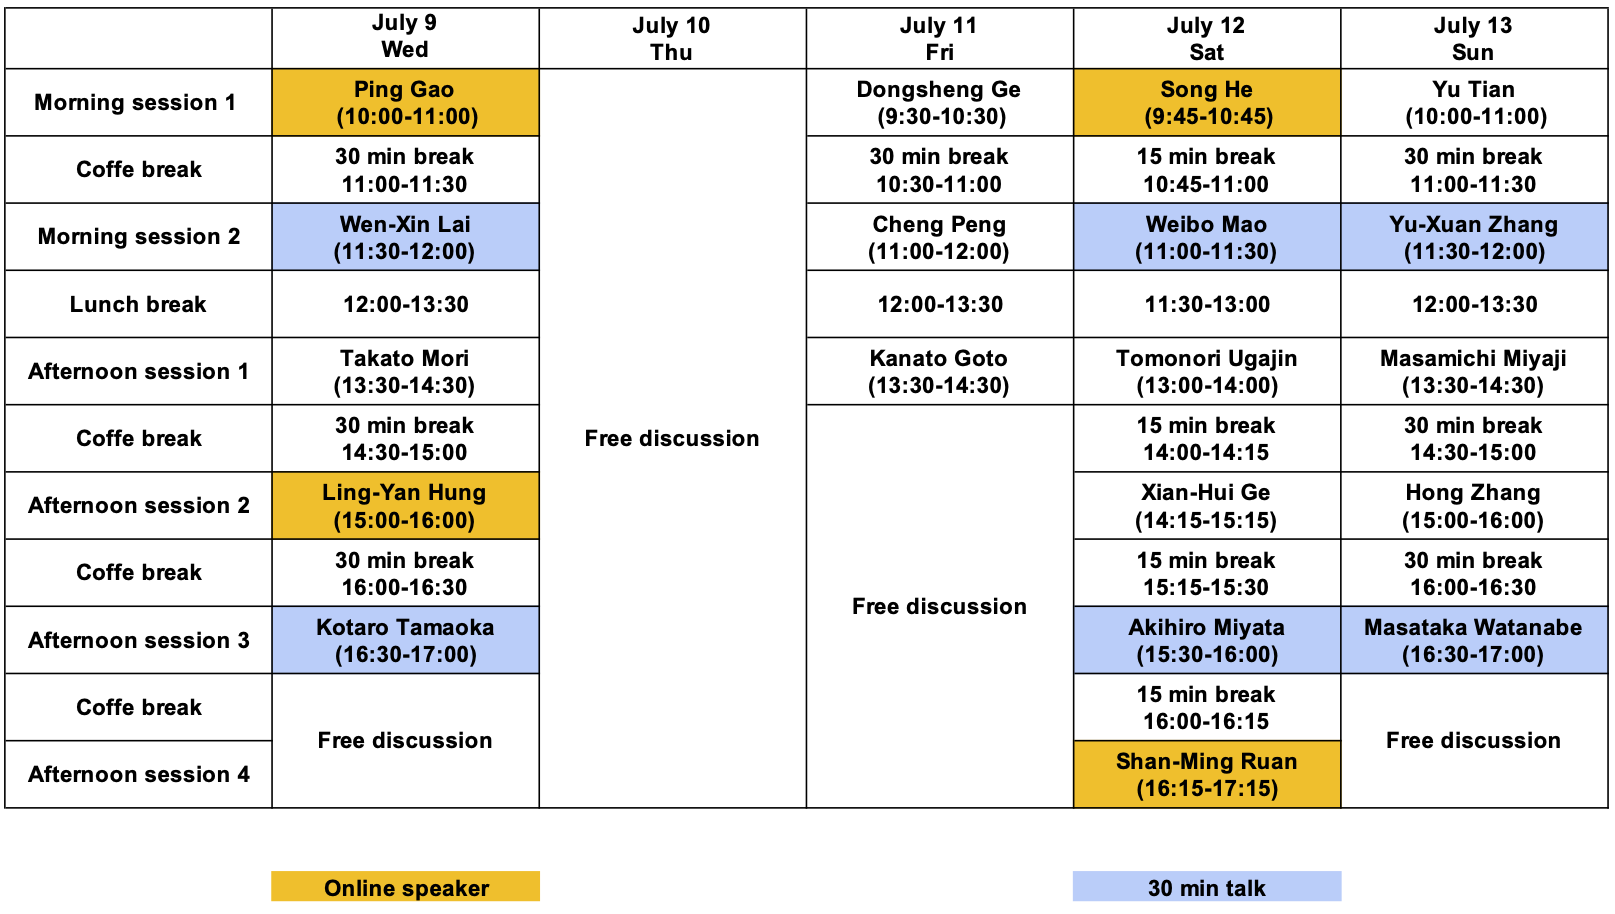 July 9
Wed
July 10
Thu
July 11
Fri
July 12
Sat
July 13
Sun
Morning session 1
Ping Gao
(10:00-11:00)
Dongsheng Ge
(9:30-10:30)
Song He
(9:45-10:45)
Yu Tian
(10:00-11:00)
Coffe break
30 min break
11:00-11:30
30 min break
10:30-11:00
15 min break
10:45-11:00
30 min break
11:00-11:30
Morning session 2
Wen-Xin Lai
(11:30-12:00)
Cheng Peng
(11:00-12:00)
Weibo Mao
(11:00-11:30)
Yu-Xuan Zhang
(11:30-12:00)
Lunch break
12:00-13:30
12:00-13:30
11:30-13:00
12:00-13:30
Afternoon session 1
Takato Mori
(13:30-14:30)
Kanato Goto
(13:30-14:30)
Tomonori Ugajin
(13:00-14:00)
Masamichi Miyaji
(13:30-14:30)
Coffe break
30 min break
14:30-15:00
Free discussion
15 min break
14:00-14:15
30 min break
14:30-15:00
Afternoon session 2
Ling-Yan Hung
(15:00-16:00)
Xian-Hui Ge
(14:15-15:15)
Hong Zhang
(15:00-16:00)
Coffe break
30 min break
16:00-16:30
Free discussion
15 min break
15:15-15:30
30 min break
16:00-16:30
Afternoon session 3
Kotaro Tamaoka
(16:30-17:00)
Akihiro Miyata
(15:30-16:00)
Masataka Watanabe
(16:30-17:00)
Coffe break
Free discussion
15 min break
16:00-16:15
Free discussion
Afternoon session 4
Shan-Ming Ruan
(16:15-17:15)
Online speaker
30 min talk